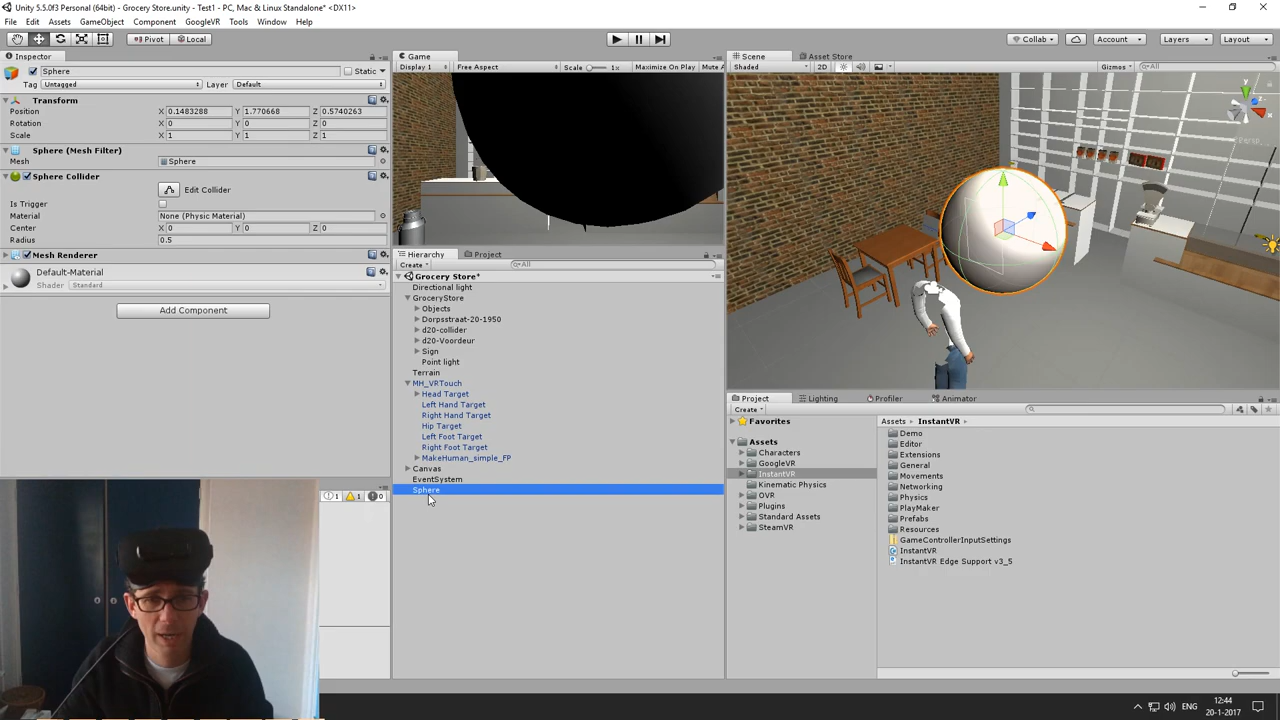 Unity 5.5.0f3 Personal (64bit) - Grocery Store.unity - Test1 - PC, Mac & Linux Standalone* <DX11>
File Edit Assets GameObject Component GoogleVR Tools Window Help
Pivot Local Collab Account Layers Layout
Inspector
Sphere Static
Tag Untagged Layer Default
Transform
Position X 0.1483288 Y 1.770668 Z 0.5740263
Rotation X 0 Y 0 Z 0
Scale X 1 Y 1 Z 1
Sphere (Mesh Filter)
Mesh Sphere
Sphere Collider
Edit Collider
Is Trigger
Material None (Physic Material)
Center X 0 Y 0 Z 0
Radius 0.5
Mesh Renderer
Default-Material
Shader Standard
Add Component
1 1 0
Game
Display 1 Free Aspect Scale 1x Maximize On Play Mute A
Hierarchy Project
Create All
Grocery Store*
Directional light
GroceryStore
Objects
Dorpsstraat-20-1950
d20-collider
d20-Voordeur
Sign
Point light
Terrain
MH_VRTouch
Head Target
Left Hand Target
Right Hand Target
Hip Target
Left Foot Target
Right Foot Target
MakeHuman_simple_FP
Canvas
EventSystem
Sphere
Scene Asset Store
Shaded 2D Gizmos All
y
x
Persp
Project Lighting Profiler Animator
Create
Favorites
Assets
Characters
GoogleVR
InstantVR
Kinematic Physics
OVR
Plugins
Standard Assets
SteamVR
Assets InstantVR
Demo
Editor
Extensions
General
Movements
Networking
Physics
PlayMaker
Prefabs
Resources
GameControllerInputSettings
InstantVR
InstantVR Edge Support v3_5
ENG
12:44
20-1-2017